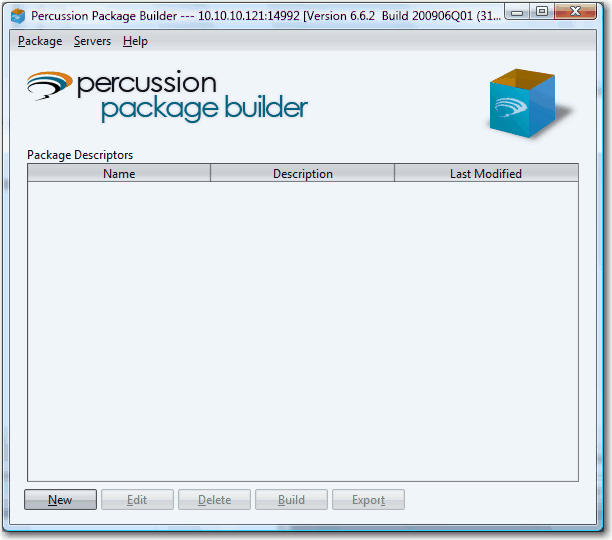 Percussion Package Builder --- 10.10.10.121:14992 [Version 6.6.2 Build 200906Q01 (31...
Package Servers Help
percussion
package builder
Package Descriptors
Name Description Last Modified
New Edit Delete Build Export